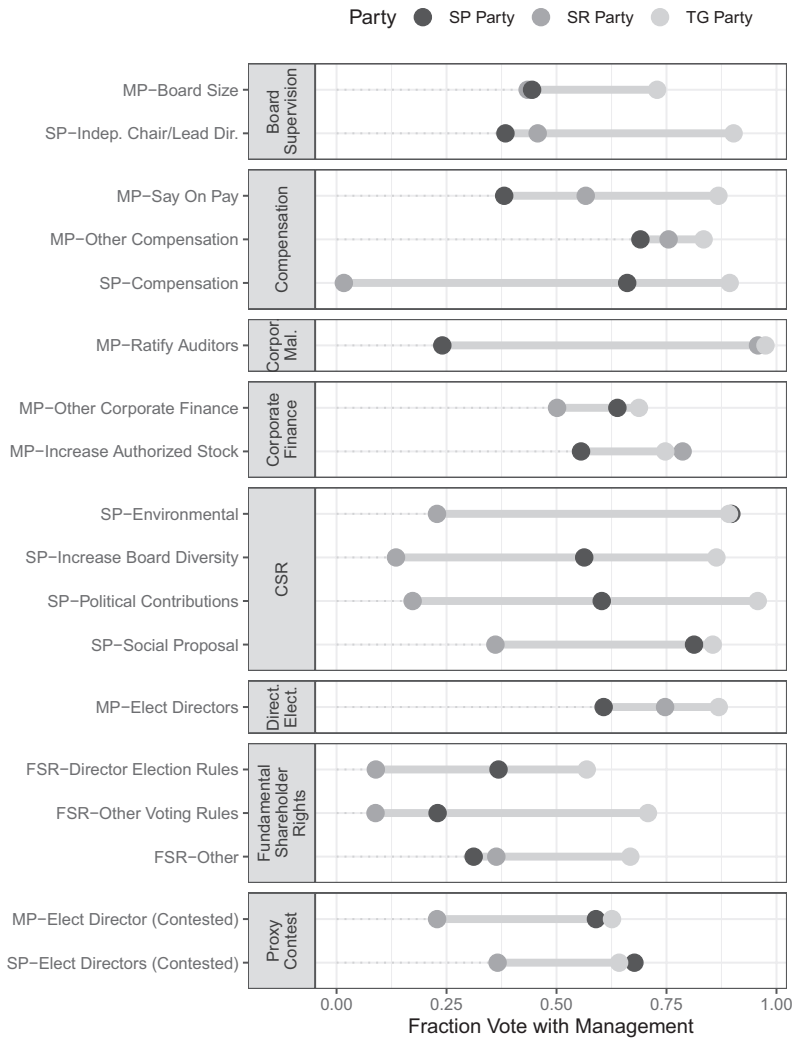 Party SP Party SR Party TG Party
Board
Supervision
MP−Board Size
SP−Indep. Chair/Lead Dir.
Compensation
MP−Say On Pay
MP−Other Compensation
SP−Compensation
Corpor.
Mal.
MP−Ratify Auditors
Corporate
Finance
MP−Other Corporate Finance
MP−Increase Authorized Stock
CSR
SP−Environmental
SP−Increase Board Diversity
SP−Political Contributions
SP−Social Proposal
Direct.
Elect.
MP−Elect Directors
Fundamental
Shareholder
Rights
FSR−Director Election Rules
FSR−Other Voting Rules
FSR−Other
Proxy
Contest
MP−Elect Director (Contested)
SP−Elect Directors (Contested)
0.00 0.25 0.50 0.75 1.00
Fraction Vote with Management